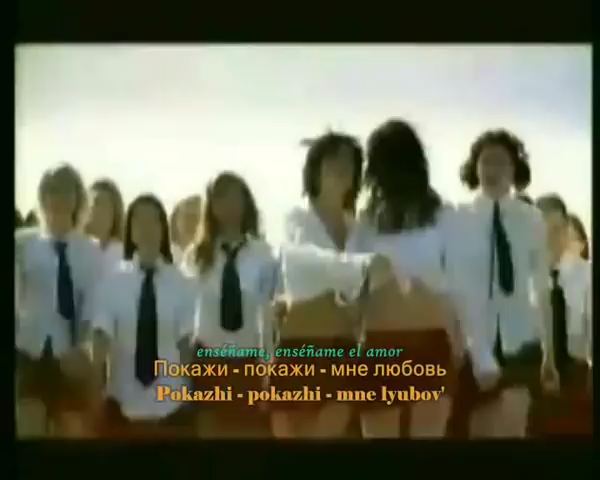 enséñame, enséñame el amor
Покажи - покажи - мне любовь
Pokazhi - pokazhi - mne lyubov'